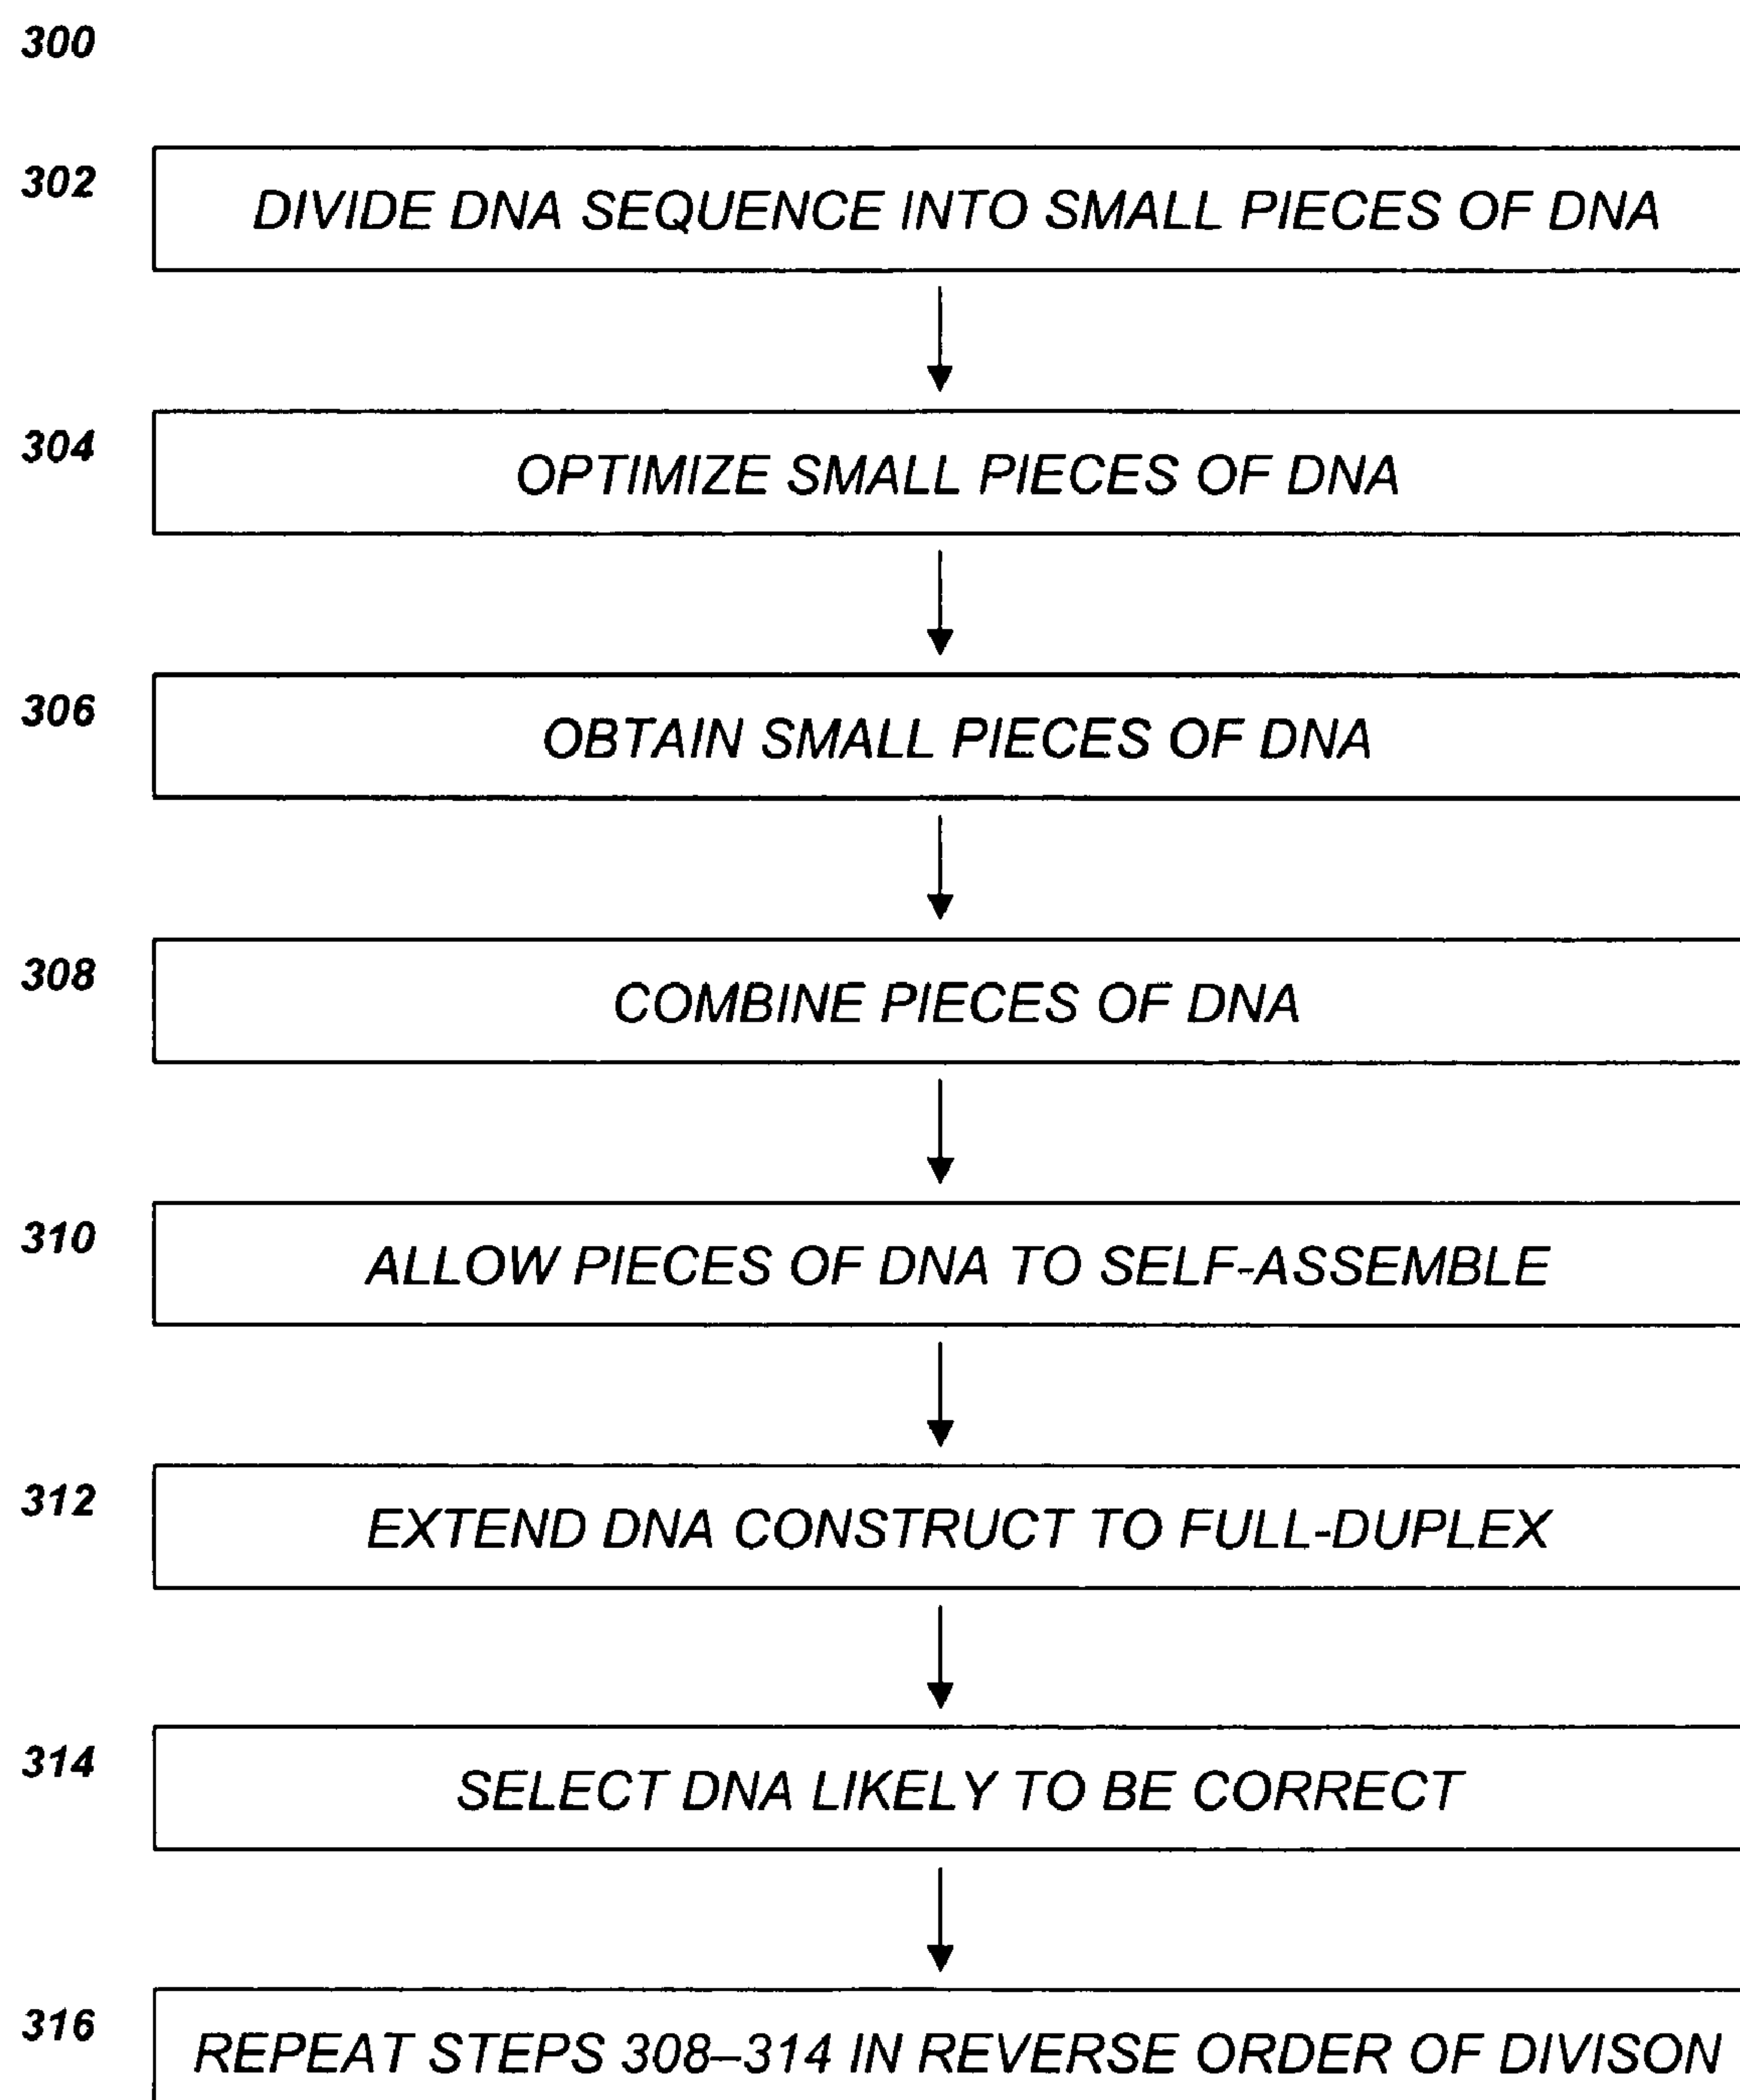 300
302
DIVIDE DNA SEQUENCE INTO SMALL PIECES OF DNA
304
OPTIMIZE SMALL PIECES OF DNA
306
OBTAIN SMALL PIECES OF DNA
308
COMBINE PIECES OF DNA
310
ALLOW PIECES OF DNA TO SELF-ASSEMBLE
312
EXTEND DNA CONSTRUCT TO FULL-DUPLEX
314
SELECT DNA LIKELY TO BE CORRECT
316
REPEAT STEPS 308–314 IN REVERSE ORDER OF DIVISON